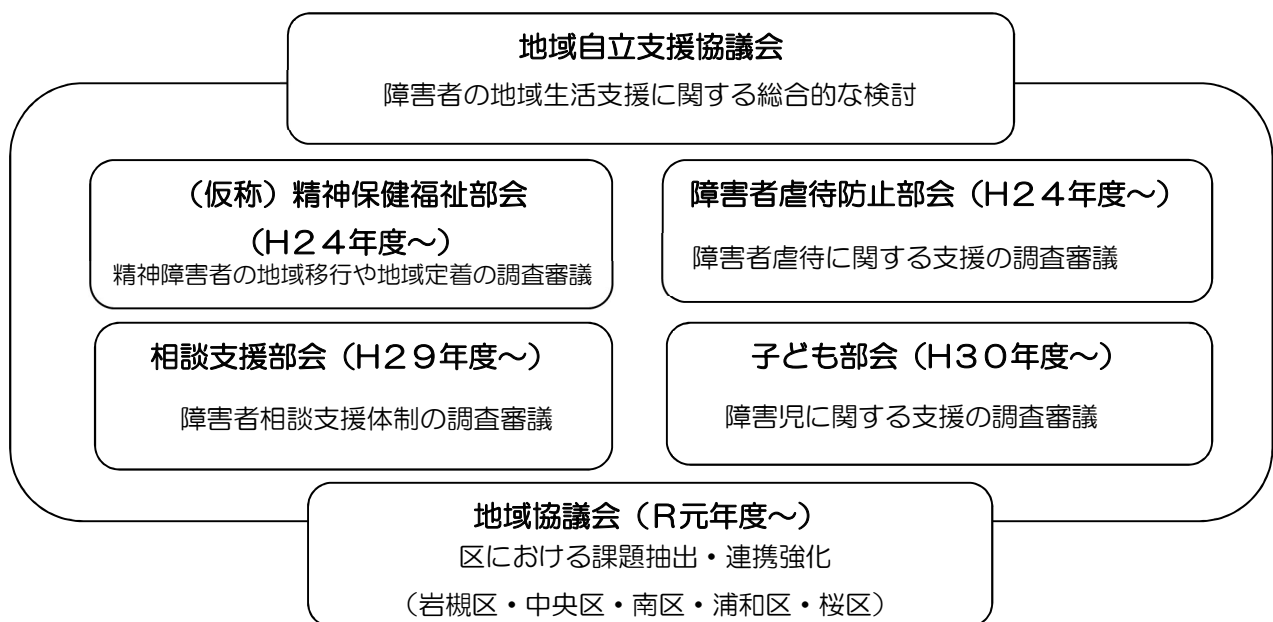 地域自立支援協議会
障害者の地域生活支援に関する総合的な検討
（仮称）精神保健福祉部会
（H２４年度～）
精神障害者の地域移行や地域定着の調査審議
障害者虐待防止部会（H２４年度～）
障害者虐待に関する支援の調査審議
相談支援部会（H２９年度～）
障害者相談支援体制の調査審議
子ども部会（H３０年度～）
障害児に関する支援の調査審議
地域協議会（R元年度～）
区における課題抽出・連携強化
（岩槻区・中央区・南区・浦和区・桜区）